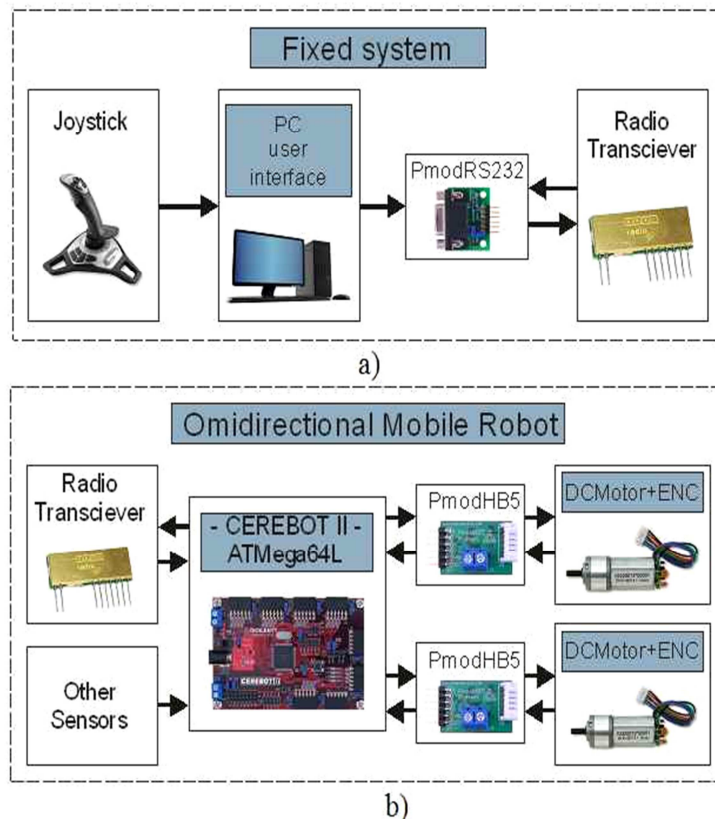 Fixed system
Joystick
PC
user
interface
PmodRS232
Radio
Transciever
a)
Omidirectional Mobile Robot
Radio
Transciever
- CEREBOT II -
ATMega64L
PmodHB5
DCMotor+ENC
Other
Sensors
CEREBOT
PmodHB5
DCMotor+ENC
b)